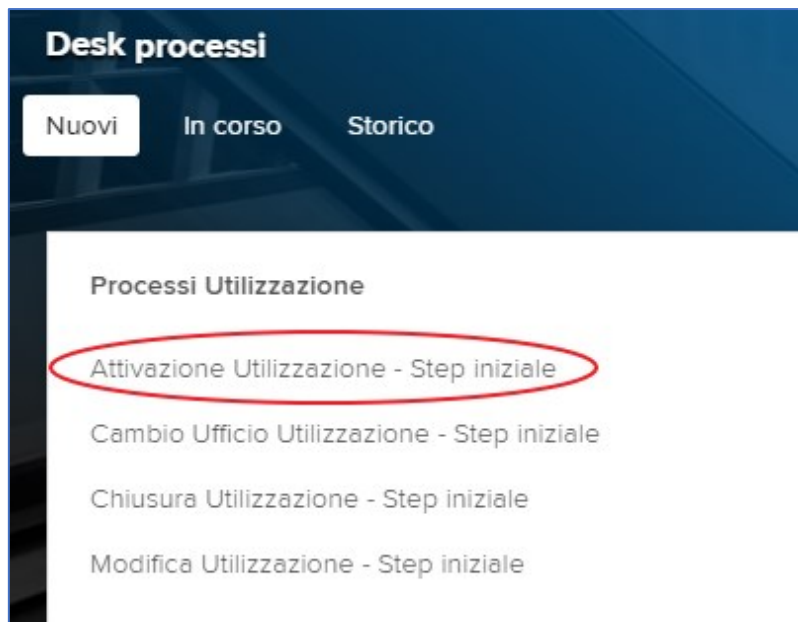 Desk processi
Nuovi In corso Storico
Processi Utilizzazione
Attivazione Utilizzazione - Step iniziale
Cambio Ufficio Utilizzazione - Step iniziale
Chiusura Utilizzazione - Step iniziale
Modifica Utilizzazione - Step iniziale